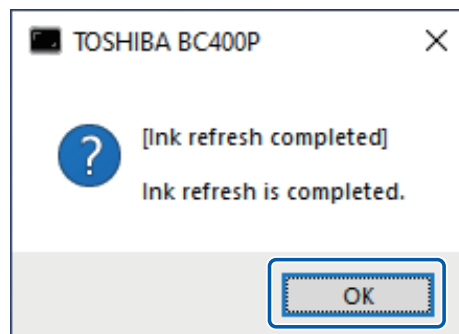 TOSHIBA BC400P
[Ink refresh completed]
Ink refresh is completed.
OK